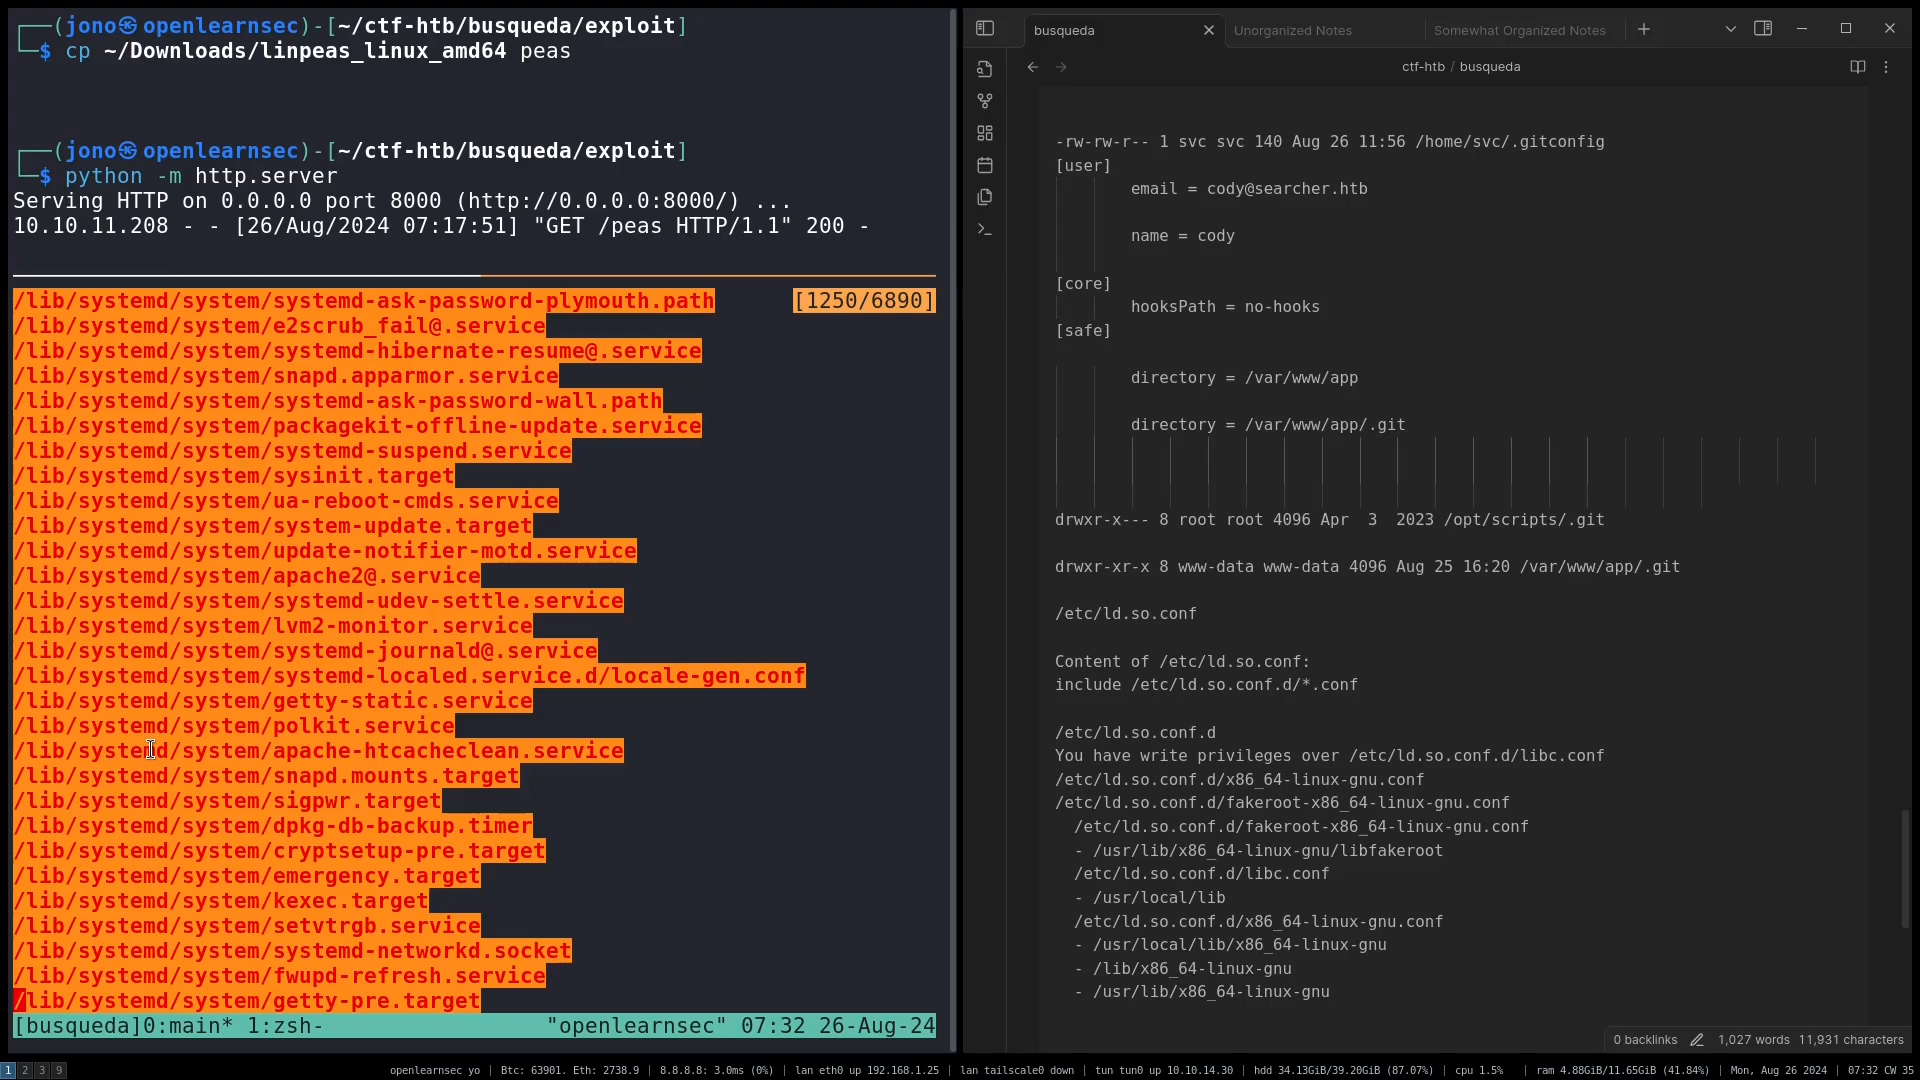 ┌──(jono㉿openlearnsec)-[~/ctf-htb/busqueda/exploit]
└─$ cp ~/Downloads/linpeas_linux_amd64 peas
┌──(jono㉿openlearnsec)-[~/ctf-htb/busqueda/exploit]
└─$ python -m http.server
Serving HTTP on 0.0.0.0 port 8000 (http://0.0.0.0:8000/) ...
10.10.11.208 - - [26/Aug/2024 07:17:51] "GET /peas HTTP/1.1" 200 -
/lib/systemd/system/systemd-ask-password-plymouth.path [1250/6890]
/lib/systemd/system/e2scrub_fail@.service
/lib/systemd/system/systemd-hibernate-resume@.service
/lib/systemd/system/snapd.apparmor.service
/lib/systemd/system/systemd-ask-password-wall.path
/lib/systemd/system/packagekit-offline-update.service
/lib/systemd/system/systemd-suspend.service
/lib/systemd/system/sysinit.target
/lib/systemd/system/ua-reboot-cmds.service
/lib/systemd/system/system-update.target
/lib/systemd/system/update-notifier-motd.service
/lib/systemd/system/apache2@.service
/lib/systemd/system/systemd-udev-settle.service
/lib/systemd/system/lvm2-monitor.service
/lib/systemd/system/systemd-journald@.service
/lib/systemd/system/systemd-localed.service.d/locale-gen.conf
/lib/systemd/system/getty-static.service
/lib/systemd/system/polkit.service
/lib/systemd/system/apache-htcacheclean.service
/lib/systemd/system/snapd.mounts.target
/lib/systemd/system/sigpwr.target
/lib/systemd/system/dpkg-db-backup.timer
/lib/systemd/system/cryptsetup-pre.target
/lib/systemd/system/emergency.target
/lib/systemd/system/kexec.target
/lib/systemd/system/setvtrgb.service
/lib/systemd/system/systemd-networkd.socket
/lib/systemd/system/fwupd-refresh.service
/lib/systemd/system/getty-pre.target
[busqueda]0:main* 1:zsh- "openlearnsec" 07:32 26-Aug-24
busqueda Unorganized Notes Somewhat Organized Notes
ctf-htb / busqueda
-rw-rw-r-- 1 svc svc 140 Aug 26 11:56 /home/svc/.gitconfig
[user]
email = cody@searcher.htb
name = cody
[core]
hooksPath = no-hooks
[safe]
directory = /var/www/app
directory = /var/www/app/.git
drwxr-x--- 8 root root 4096 Apr  3  2023 /opt/scripts/.git
drwxr-xr-x 8 www-data www-data 4096 Aug 25 16:20 /var/www/app/.git
/etc/ld.so.conf
Content of /etc/ld.so.conf:
include /etc/ld.so.conf.d/*.conf
/etc/ld.so.conf.d
You have write privileges over /etc/ld.so.conf.d/libc.conf
/etc/ld.so.conf.d/x86_64-linux-gnu.conf
/etc/ld.so.conf.d/fakeroot-x86_64-linux-gnu.conf
/etc/ld.so.conf.d/fakeroot-x86_64-linux-gnu.conf
- /usr/lib/x86_64-linux-gnu/libfakeroot
/etc/ld.so.conf.d/libc.conf
- /usr/local/lib
/etc/ld.so.conf.d/x86_64-linux-gnu.conf
- /usr/local/lib/x86_64-linux-gnu
- /lib/x86_64-linux-gnu
- /usr/lib/x86_64-linux-gnu
0 backlinks 1,027 words 11,931 characters
1 2 3 9 openlearnsec yo | Btc: 63901. Eth: 2738.9 | 8.8.8.8: 3.0ms (0%) | lan eth0 up 192.168.1.25 | lan tailscale0 down | tun tun0 up 10.10.14.30 | hdd 34.13GiB/39.20GiB (87.07%) | cpu 1.5% | ram 4.88GiB/11.65GiB (41.84%) | Mon, Aug 26 2024 | 07:32 CW 35